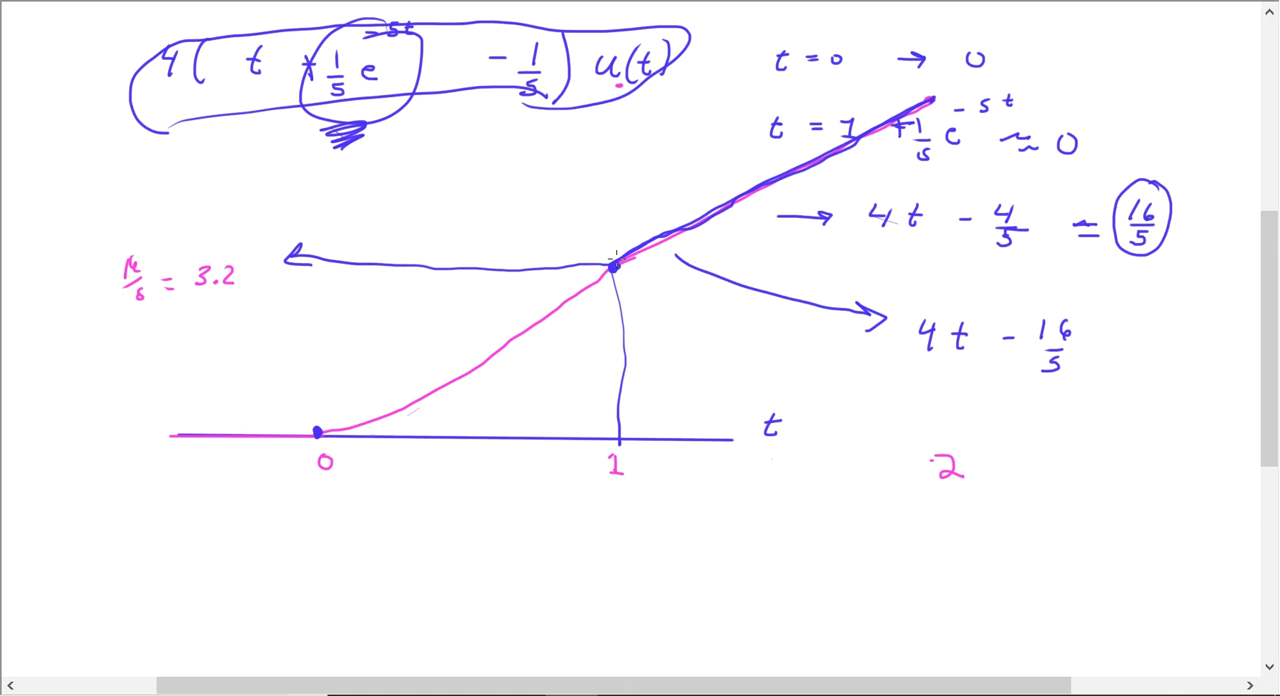 4( t + 1/5 e^-5t - 1/5 ) u(t)
t = 0 → 0
t = 1 +1/5 e^-5t ≈ 0
→ 4t - 4/5 = 16/5
16/5 = 3.2
4t - 16/5
t
0 1 2